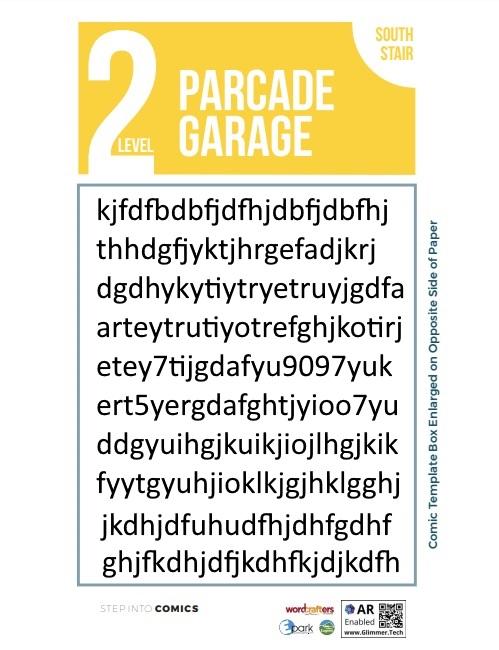 SOUTH
STAIR
2
LEVEL
PARCADE
GARAGE
kjfdfbdbfjdfhjdbfjdbfhj
thhdgfjyktjhrgefadjkrj
dgdhykytiytryetruyjgdfa
arteytrutiyotrefghjkotirj
etey7tijgdafyu9097yuk
ert5yergdafghtjyioo7yu
ddgyuihgjkuikjiojlhgjkik
fyytgyuhjioklkjgjhklgghj
jkdhjdfuhudfhjdhfgdhf
ghjfkdhjdfjkdhfkjdjkdfh
Comic Template Box Enlarged on Opposite Side of Paper
STEP INTO COMICS
wordcrafters
park
AR
Enabled
www.Glimmer.Tech